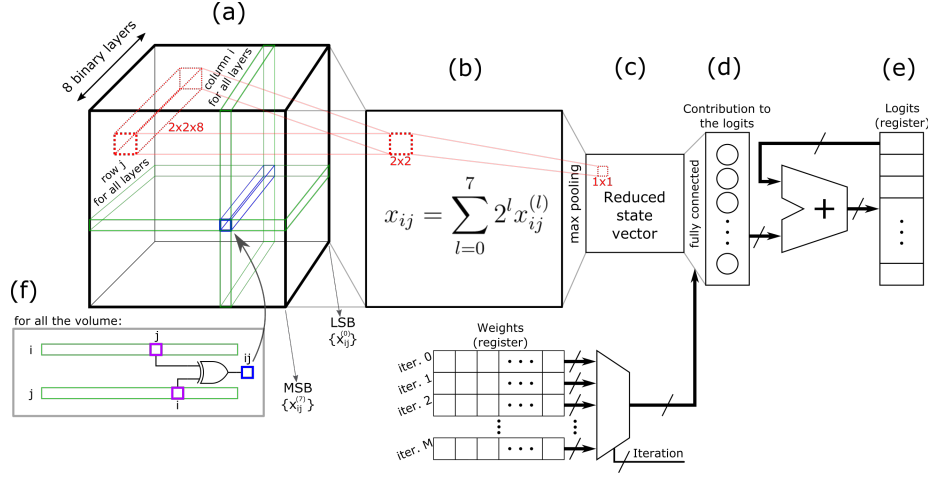 (a)
(b)
(c)
(d)
(e)
8 binary layers
column i
for all layers
2x2x8
row j
for all layers
2x2
x_{ij} = \sum_{l=0}^{7} 2^l x_{ij}^{(l)}
max pooling
1x1
Reduced
state
vector
fully connected
Contribution to
the logits
Logits
(register)
+
(f)
for all the volume:
i
j
ij
j
i
MSB
{x_{ij}^{(7)}}
LSB
{x_{ij}^{(0)}}
Weights
(register)
iter. 0
iter. 1
iter. 2
iter. M
Iteration